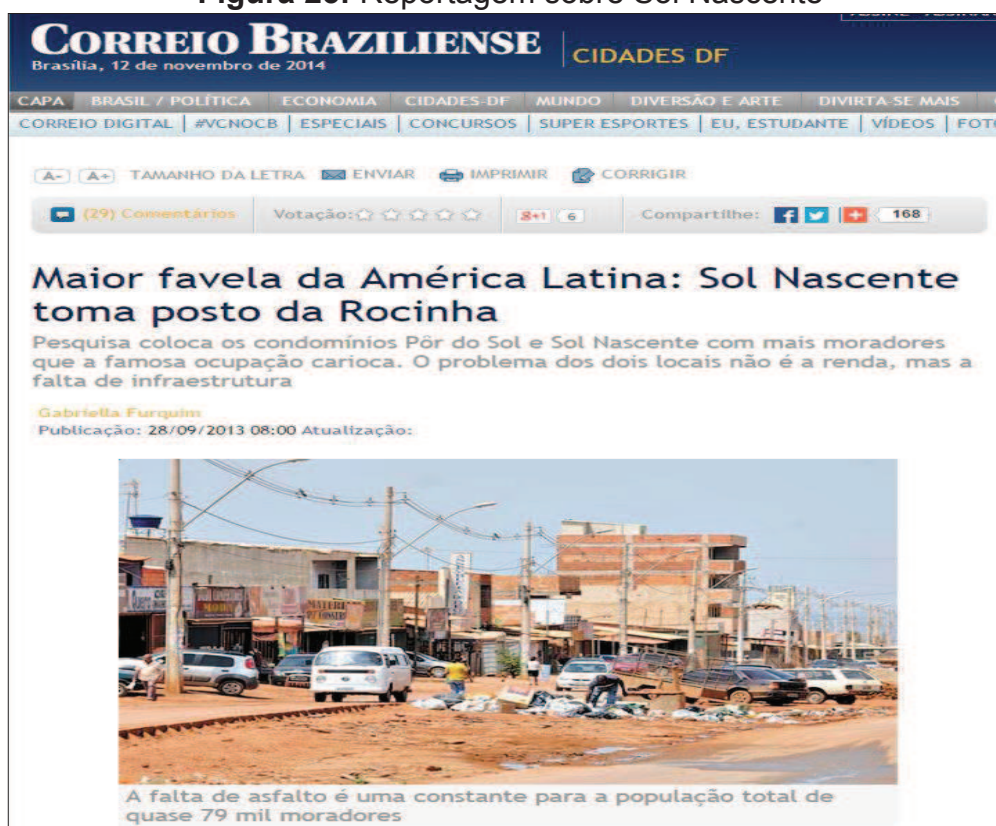 Reportagem sobre Sol Nascente
CORREIO BRAZILIENSE
CIDADES DF
Brasília, 12 de novembro de 2014
CAPA BRASIL / POLÍTICA ECONOMIA CIDADES-DF MUNDO DIVERSÃO E ARTE DIVIRTA-SE MAIS
CORREIO DIGITAL | #VCNOCB | ESPECIAIS | CONCURSOS | SUPER ESPORTES | EU, ESTUDANTE | VÍDEOS |
A- A+ TAMANHO DA LETRA ENVIAR IMPRIMIR CORRIGIR
(29) Comentários Votação: g+1 6 Compartilhe: 168
Maior favela da América Latina: Sol Nascente
toma posto da Rocinha
Pesquisa coloca os condomínios Pôr do Sol e Sol Nascente com mais moradores
que a famosa ocupação carioca. O problema dos dois locais não é a renda, mas a
falta de infraestrutura
Gabriella Furquim
Publicação: 28/09/2013 08:00 Atualização:
MODA
A falta de asfalto é uma constante para a população total de
quase 79 mil moradores